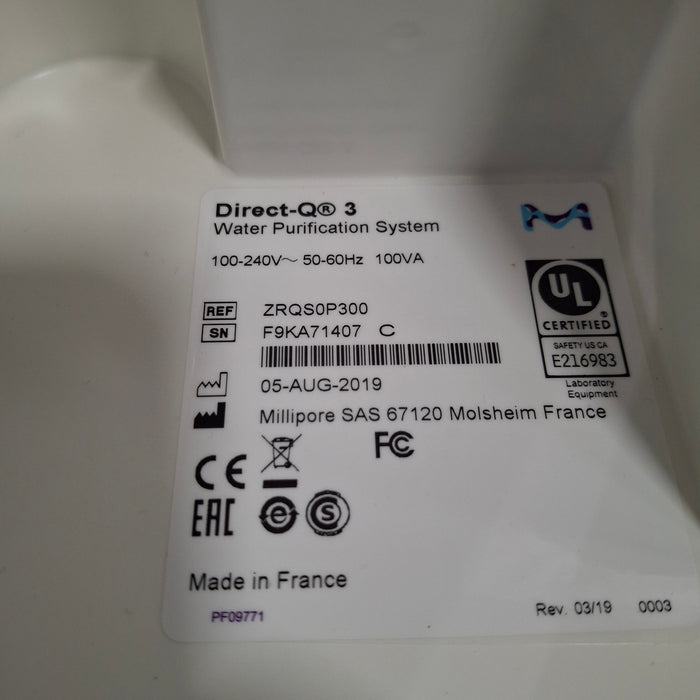 Direct-Q® 3
Water Purification System
100-240V~ 50-60Hz 100VA
REF ZRQS0P300
SN F9KA71407 C
05-AUG-2019
Millipore SAS 67120 Molsheim France
UL
®
CERTIFIED
SAFETY US CA
E216983
Laboratory
Equipment
FC
CE
EAC
e S
Made in France
PF09771
Rev. 03/19 0003